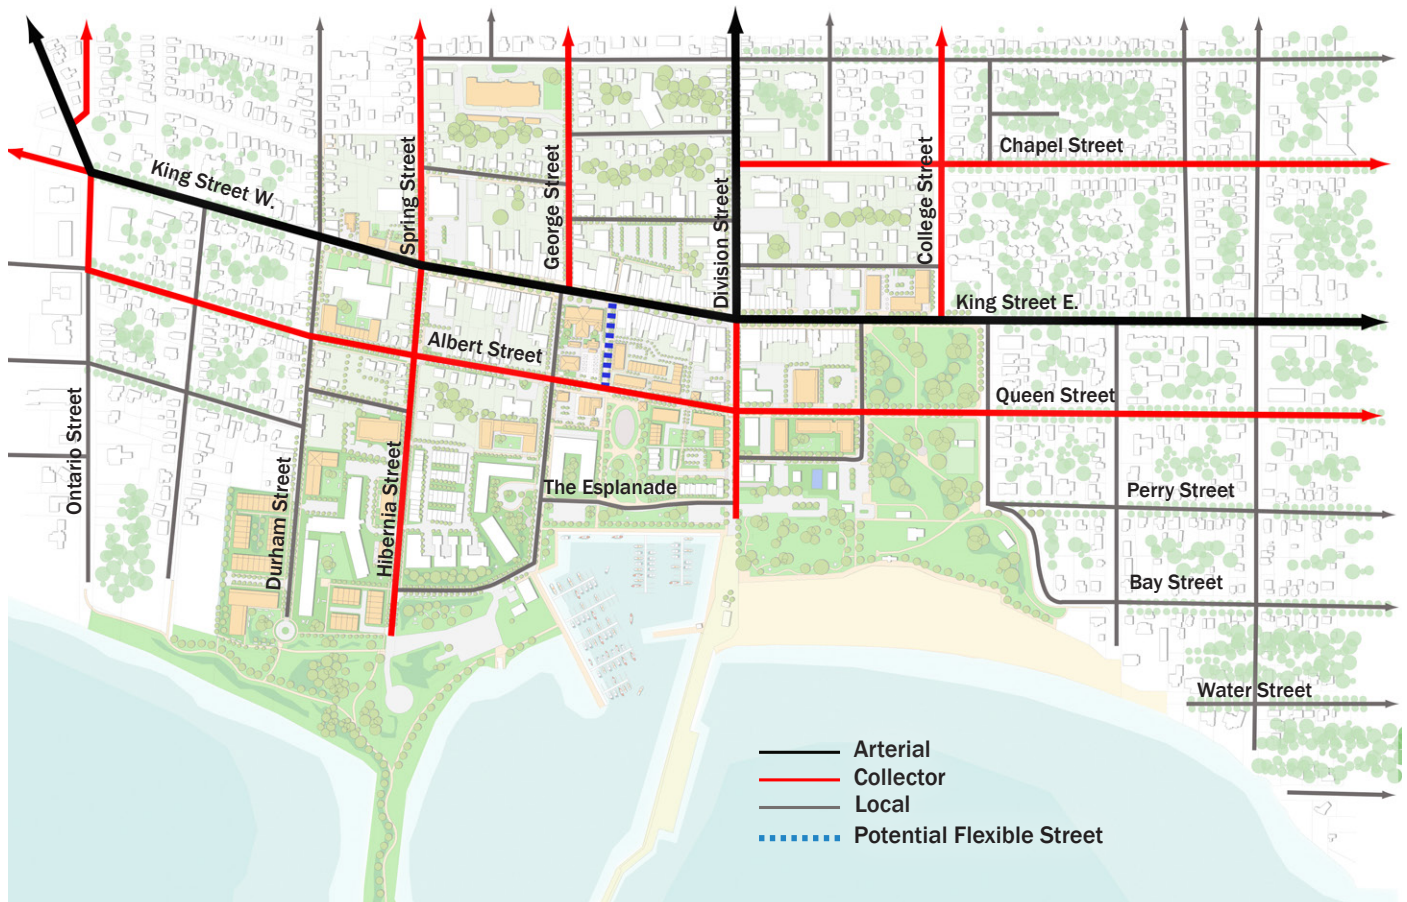 Chapel Street
King Street W.
Spring Street
George Street
Division Street
College Street
King Street E.
Albert Street
Queen Street
Ontario Street
Durham Street
Hibernia Street
The Esplanade
Perry Street
Bay Street
Water Street
Arterial
Collector
Local
Potential Flexible Street